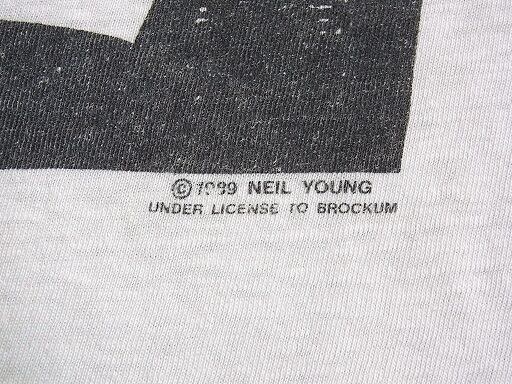 © 1989 NEIL YOUNG
UNDER LICENSE TO BROCKUM